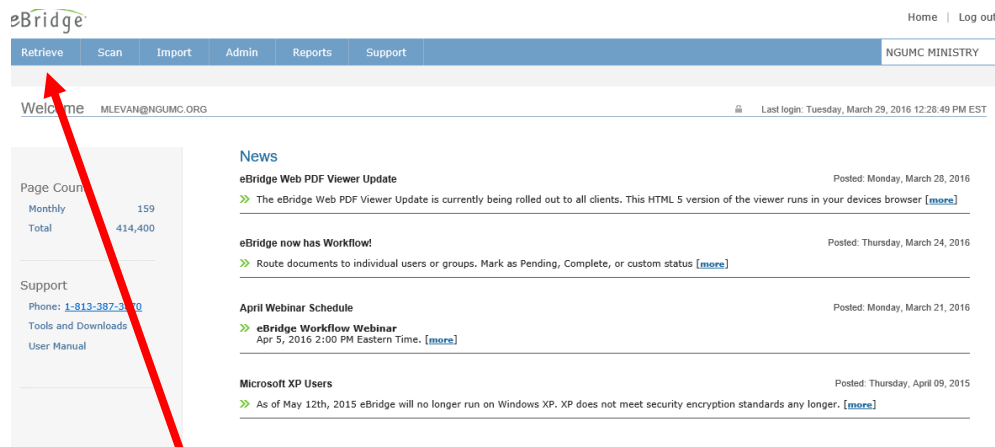 eBridge
Home | Log out
Retrieve Scan Import Admin Reports Support NGUMC MINISTRY
Welcome MLEVAN@NGUMC.ORG Last login: Tuesday, March 29, 2016 12:28:49 PM EST
News
eBridge Web PDF Viewer Update Posted: Monday, March 28, 2016
>> The eBridge Web PDF Viewer Update is currently being rolled out to all clients. This HTML 5 version of the viewer runs in your devices browser [more]
Page Count
Monthly 159
Total 414,400
eBridge now has Workflow! Posted: Thursday, March 24, 2016
>> Route documents to individual users or groups. Mark as Pending, Complete, or custom status [more]
Support
Phone:
Tools and Downloads
User Manual
April Webinar Schedule Posted: Monday, March 21, 2016
>> eBridge Workflow Webinar
Apr 5, 2016 2:00 PM Eastern Time. [more]
Microsoft XP Users Posted: Thursday, April 09, 2015
>> As of May 12th, 2015 eBridge will no longer run on Windows XP. XP does not meet security encryption standards any longer. [more]